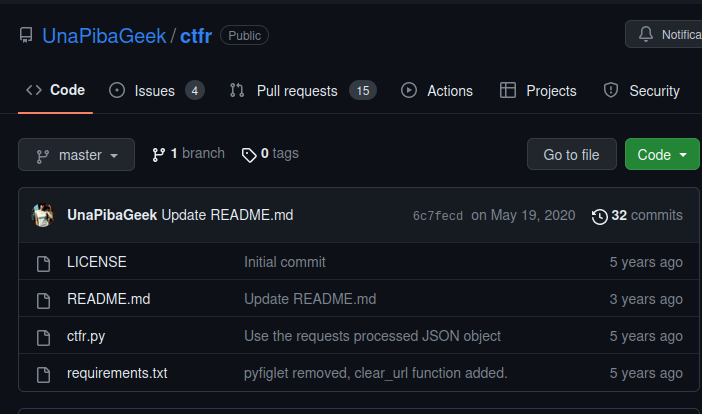 UnaPibaGeek / ctfr Public Notifica
Code Issues 4 Pull requests 15 Actions Projects Security
master 1 branch 0 tags Go to file Code
UnaPibaGeek Update README.md 6c7fecd on May 19, 2020 32 commits
LICENSE Initial commit 5 years ago
README.md Update README.md 3 years ago
ctfr.py Use the requests processed JSON object 5 years ago
requirements.txt pyfiglet removed, clear_url function added. 5 years ago